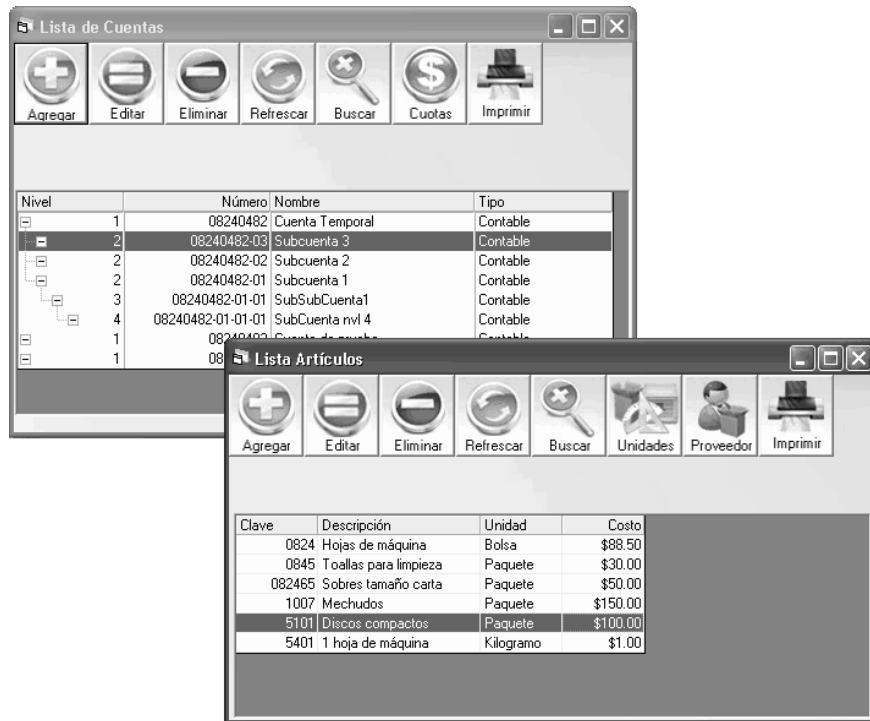 Lista de Cuentas
Agregar Editar Eliminar Refrescar Buscar Cuotas Imprimir
Nivel Número Nombre Tipo
1 08240482 Cuenta Temporal Contable
2 08240482-03 Subcuenta 3 Contable
2 08240482-02 Subcuenta 2 Contable
2 08240482-01 Subcuenta 1 Contable
3 08240482-01-01 SubSubCuenta1 Contable
4 08240482-01-01-01 SubCuenta nvl 4 Contable
1
1 08
Lista Artículos
Agregar Editar Eliminar Refrescar Buscar Unidades Proveedor Imprimir
Clave Descripción Unidad Costo
0824 Hojas de máquina Bolsa $88.50
0845 Toallas para limpieza Paquete $30.00
082465 Sobres tamaño carta Paquete $50.00
1007 Mechudos Paquete $150.00
5101 Discos compactos Paquete $100.00
5401 1 hoja de máquina Kilogramo $1.00